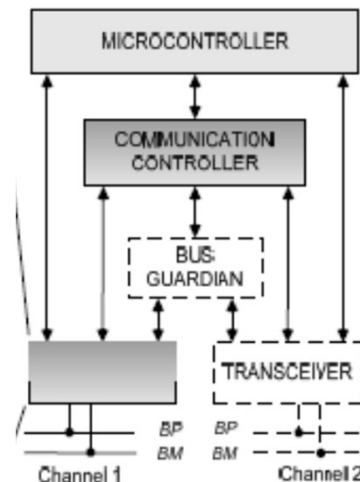 MICROCONTROLLER
COMMUNICATION
CONTROLLER
BUS
GUARDIAN
TRANSCEIVER
BP BP
BM BM
Channel 1 Channel 2